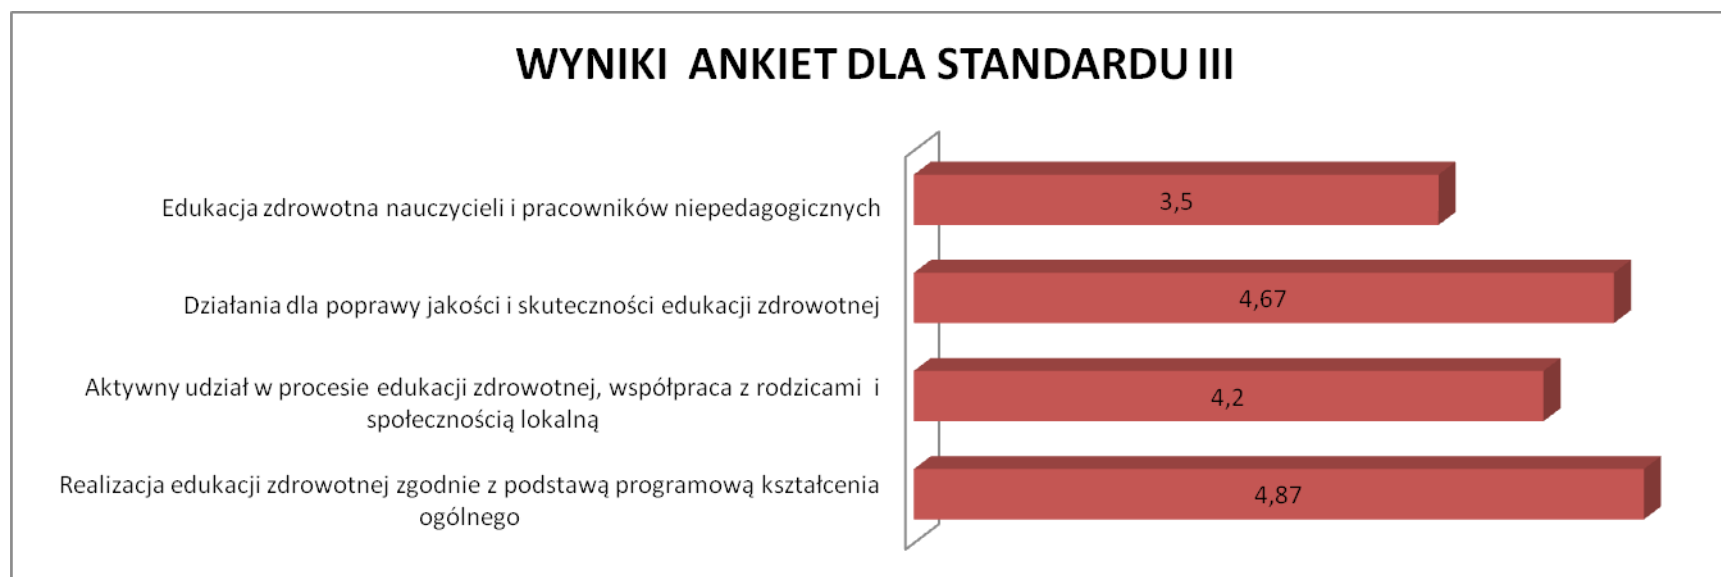 WYNIKI  ANKIET DLA STANDARDU III
Edukacja zdrowotna nauczycieli i pracowników niepedagogicznych
3,5
Działania dla poprawy jakości i skuteczności edukacji zdrowotnej
4,67
Aktywny udział w procesie edukacji zdrowotnej, współpraca z rodzicami  i
społecznością lokalną
4,2
Realizacja edukacji zdrowotnej zgodnie z podstawą programową kształcenia
ogólnego
4,87